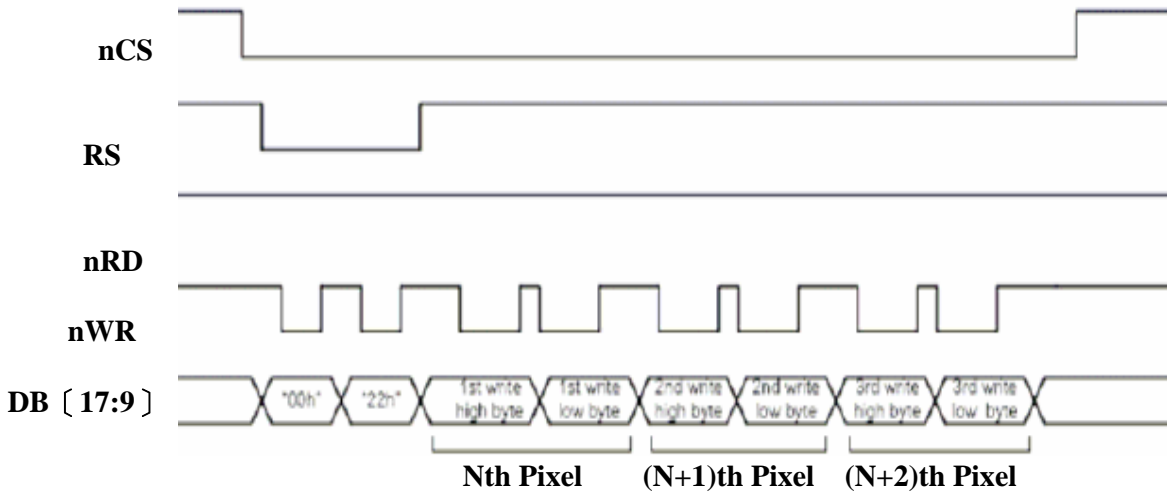 nCS
RS
nRD
nWR
DB〔17:9〕
"00h"
"22h"
1st write
high byte
1st write
low byte
2nd write
high byte
2nd write
low byte
3rd write
high byte
3rd write
low byte
Nth Pixel
(N+1)th Pixel
(N+2)th Pixel